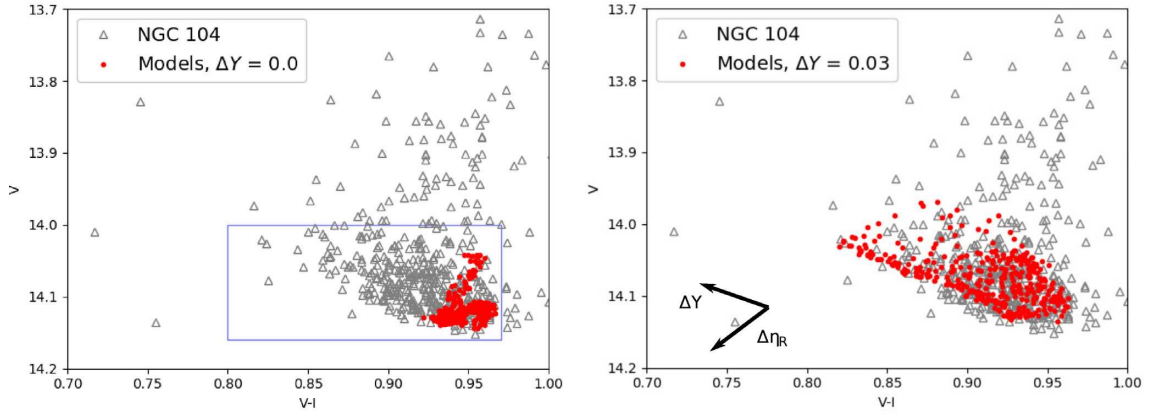 13.7
13.8
13.9
14.0
14.1
14.2
V
NGC 104
Models, ΔY = 0.0
0.70 0.75 0.80 0.85 0.90 0.95 1.00
V-I
13.7
13.8
13.9
14.0
14.1
14.2
V
NGC 104
Models, ΔY = 0.03
ΔY
ΔηR
0.70 0.75 0.80 0.85 0.90 0.95 1.00
V-I